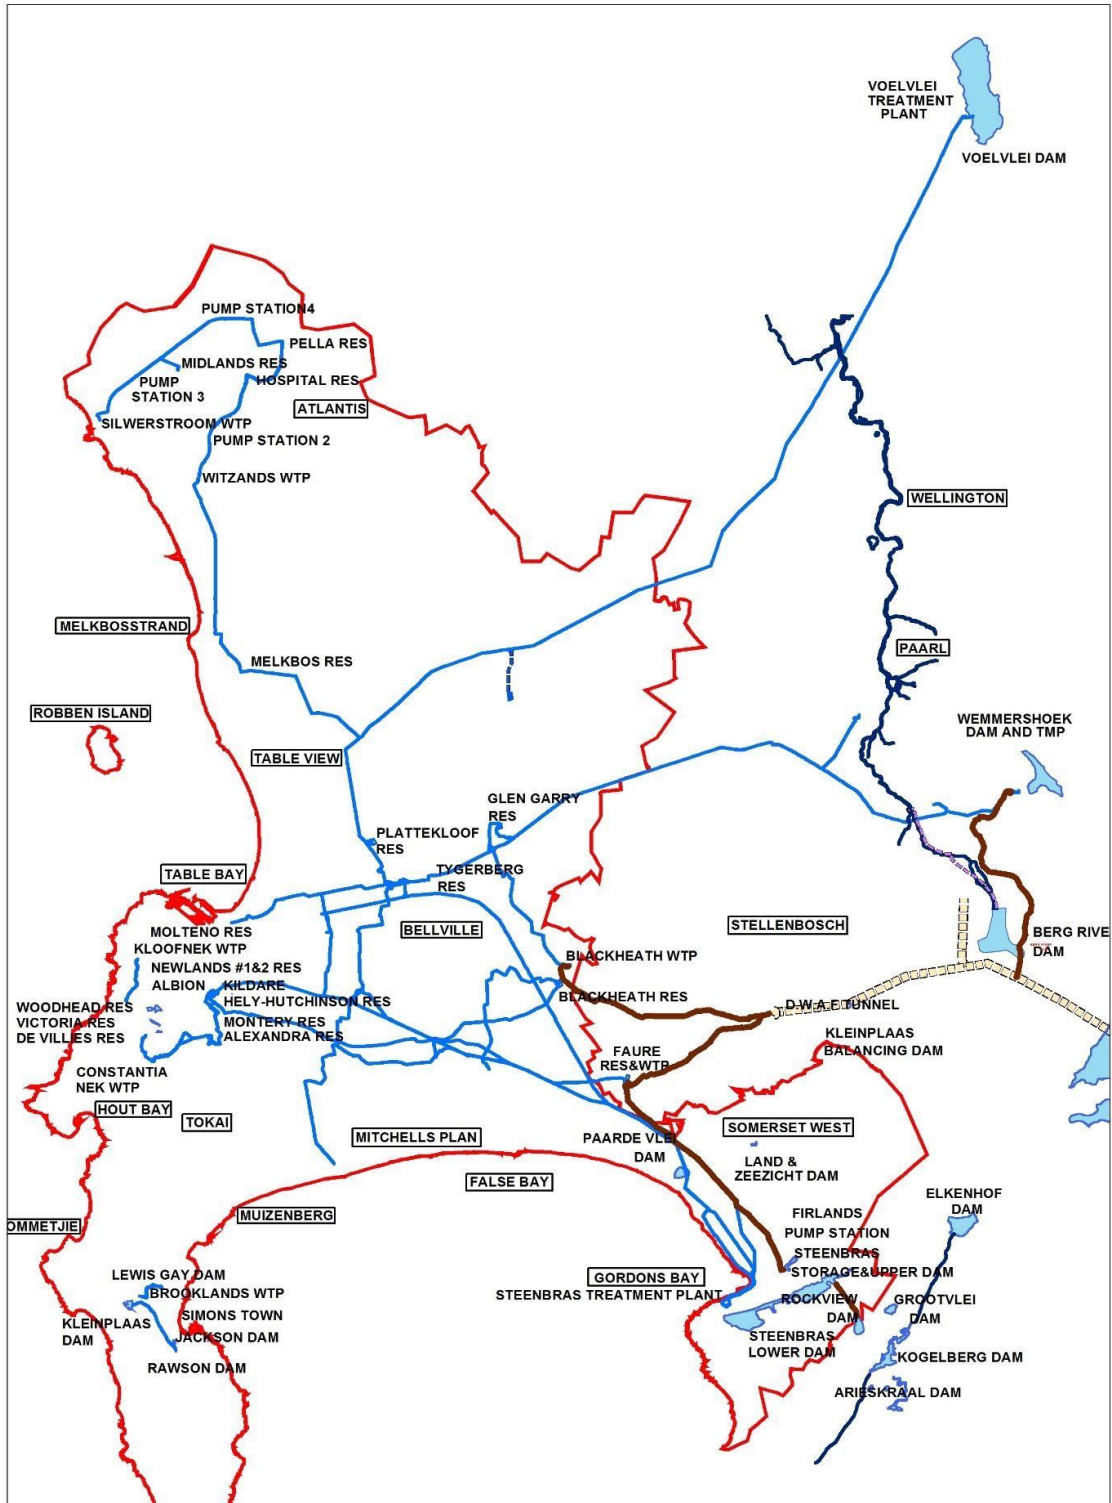 VOELVLEI
TREATMENT
PLANT
VOELVLEI DAM
PUMP STATION4
PELLA RES
MIDLANDS RES
HOSPITAL RES
PUMP
STATION 3
ATLANTIS
SILWERSTROOM WTP
PUMP STATION 2
WITZANDS WTP
WELLINGTON
MELKBOSSTRAND
MELKBOS RES
PAARL
ROBBEN ISLAND
WEMMERSHOEK
DAM AND TMP
TABLE VIEW
GLEN GARRY
RES
PLATTEKLOOF
RES
TYGERBERG
RES
TABLE BAY
MOLTENO RES
KLOOFNEK WTP
BELLVILLE
STELLENBOSCH
BERG RIVE
DAM
BLACKHEATH WTP
NEWLANDS #1&2 RES
ALBION
KILDARE
HELY-HUTCHINSON RES
BLACKHEATH RES
D.W.A.F TUNNEL
WOODHEAD RES
VICTORIA RES
DE VILLIES RES
MONTERY RES
ALEXANDRA RES
KLEINPLAAS
BALANCING DAM
FAURE
RES&WTP
CONSTANTIA
NEK WTP
HOUT BAY
TOKAI
MITCHELLS PLAN
PAARDE VLEI
DAM
SOMERSET WEST
LAND &
ZEEZICHT DAM
FALSE BAY
ELKENHOF
DAM
OMMETJIE
MUIZENBERG
FIRLANDS
PUMP STATION
STEENBRAS
STORAGE&UPPER DAM
LEWIS GAY DAM
BROOKLANDS WTP
GORDONS BAY
STEENBRAS TREATMENT PLANT
ROCKVIEW
DAM
GROOTVLEI
DAM
KLEINPLAAS
DAM
SIMONS TOWN
JACKSON DAM
RAWSON DAM
STEENBRAS
LOWER DAM
KOGELBERG DAM
ARIESKRAAL DAM